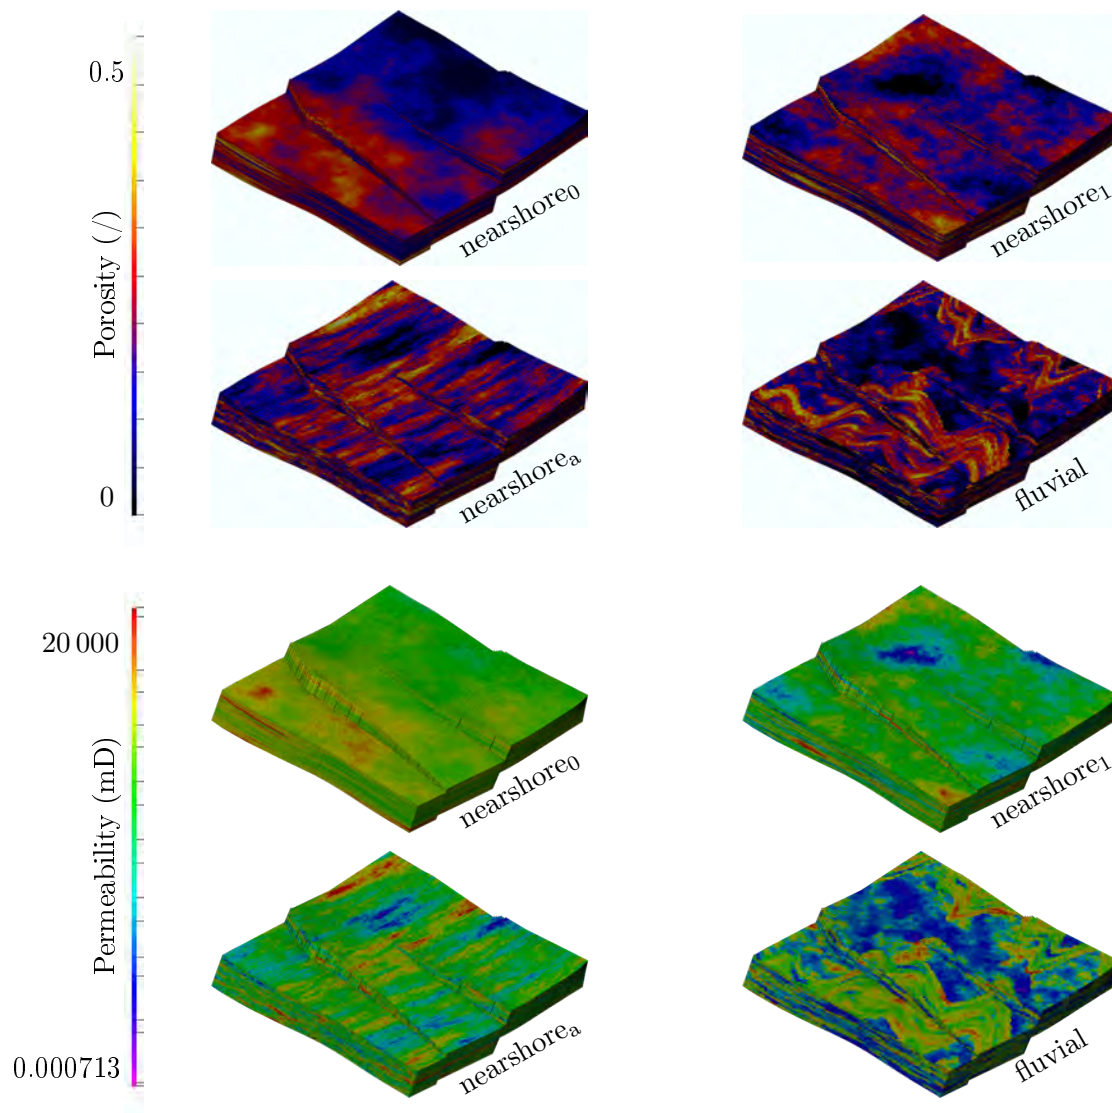 0.5
Porosity (/)
0
nearshore₀
nearshore₁
nearshoreₐ
fluvial
20 000
Permeability (mD)
0.000713
nearshore₀
nearshore₁
nearshoreₐ
fluvial